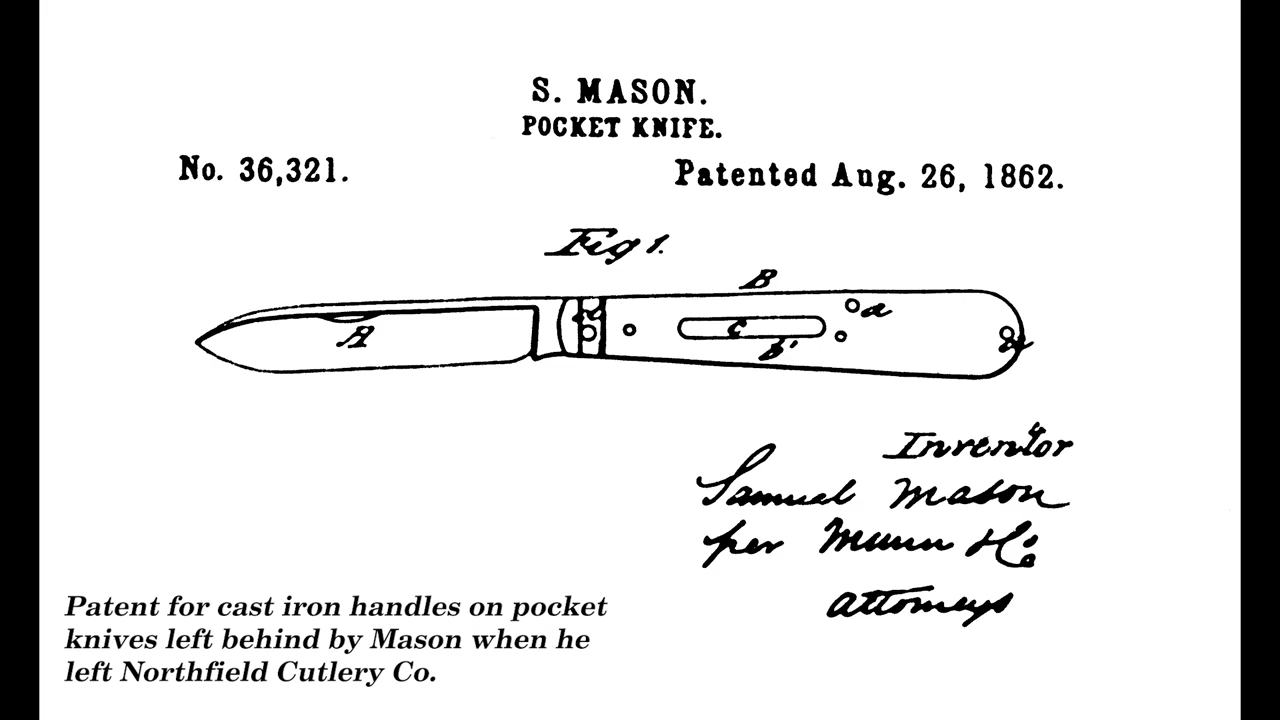 S. MASON.
POCKET KNIFE.
No. 36,321. Patented Aug. 26, 1862.
Fig 1.
B
a
A
c
b'
a
Inventor
Samuel Mason
per Munn & Co
Attorneys
Patent for cast iron handles on pocket
knives left behind by Mason when he
left Northfield Cutlery Co.